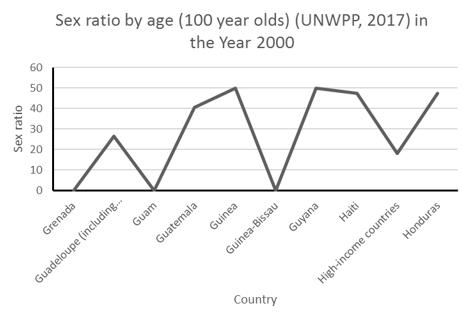 Sex ratio by age (100 year olds) (UNWPP, 2017) in
the Year 2000
60
50
40
30
20
10
0
Sex ratio
Grenada
Guadeloupe (including...
Guam
Guatemala
Guinea
Guinea-Bissau
Guyana
Haiti
High-income countries
Honduras
Country